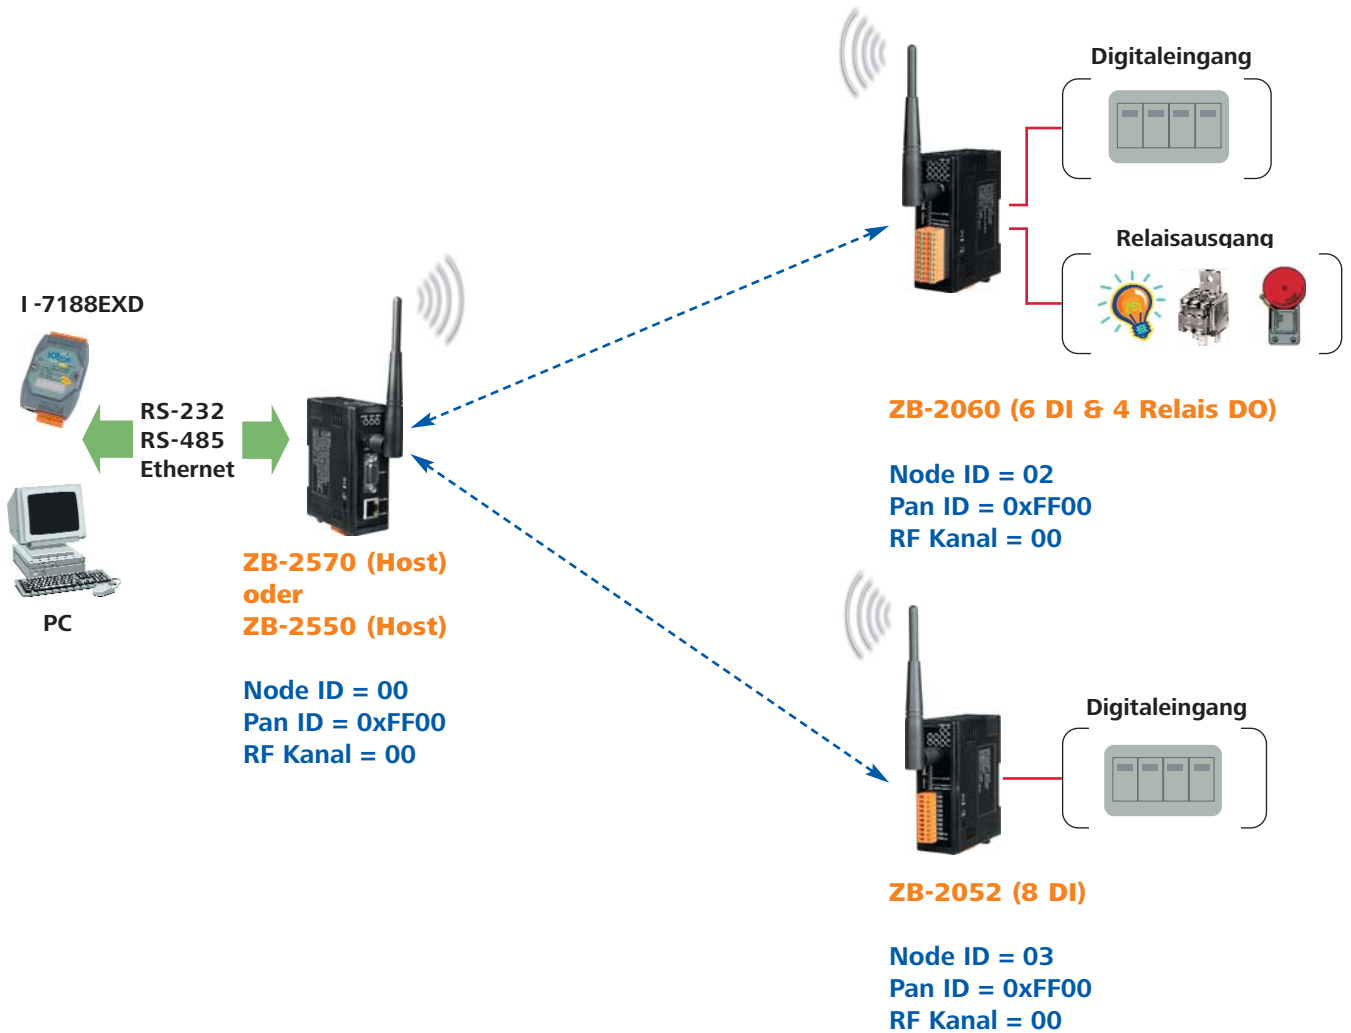 Digitaleingang
Relaisausgang
I -7188EXD
RS-232
RS-485
Ethernet
PC
ZB-2570 (Host)
oder
ZB-2550 (Host)
Node ID = 00
Pan ID = 0xFF00
RF Kanal = 00
ZB-2060 (6 DI & 4 Relais DO)
Node ID = 02
Pan ID = 0xFF00
RF Kanal = 00
Digitaleingang
ZB-2052 (8 DI)
Node ID = 03
Pan ID = 0xFF00
RF Kanal = 00